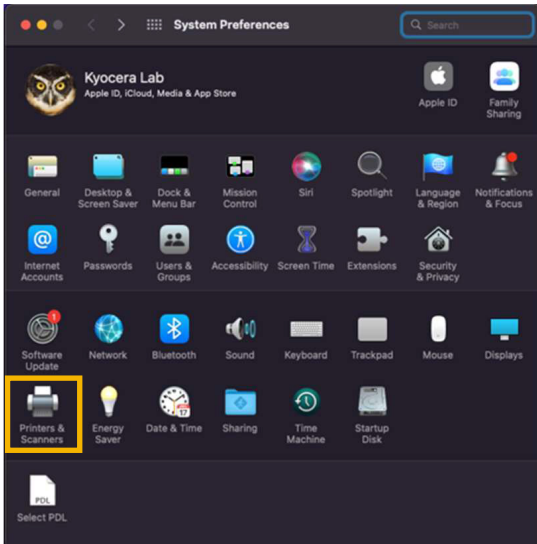 System Preferences
Search
Kyocera Lab
Apple ID, iCloud, Media & App Store
Apple ID
Family
Sharing
General
Desktop &
Screen Saver
Dock &
Menu Bar
Mission
Control
Siri
Spotlight
Language
& Region
Notifications
& Focus
@
Internet
Accounts
Passwords
Users &
Groups
Accessibility
Screen Time
Extensions
Security
& Privacy
1
Software
Update
Network
Bluetooth
Sound
Keyboard
Trackpad
Mouse
Displays
Printers &
Scanners
Energy
Saver
17
Date & Time
Sharing
Time
Machine
Startup
Disk
PDL
Select PDL